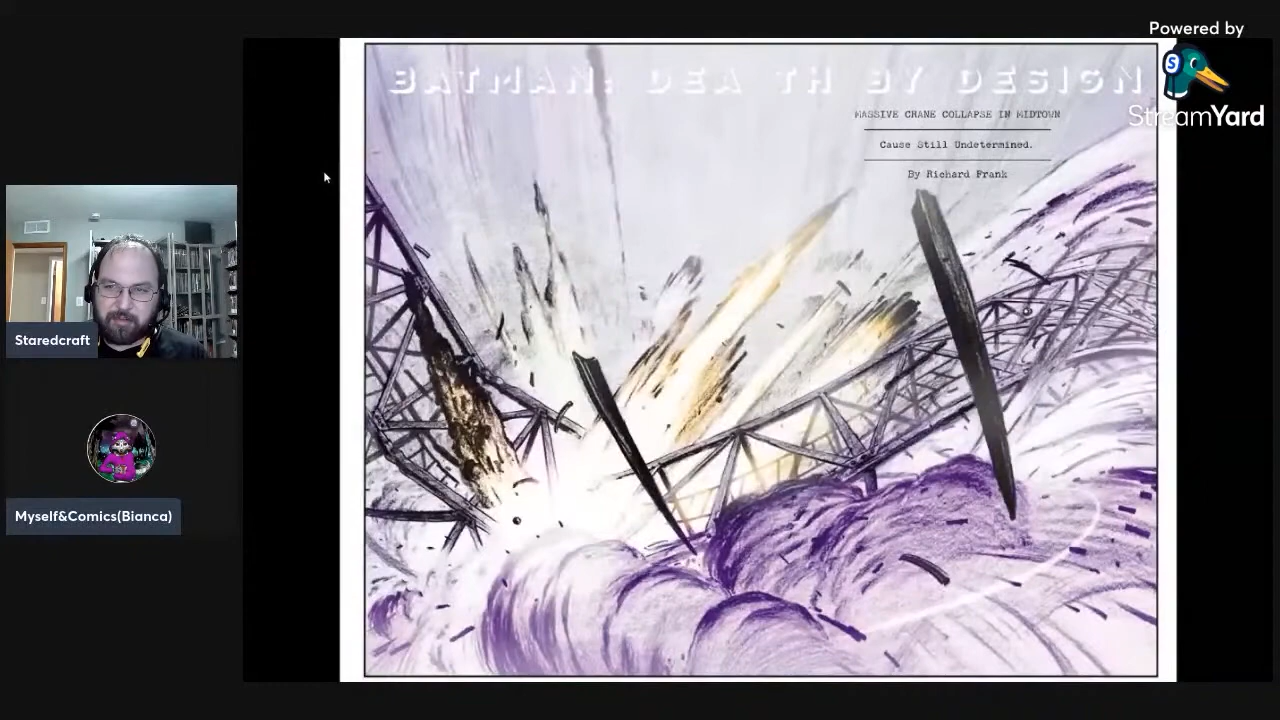 Powered by
StreamYard
BATMAN: DEA TH BY DESIGN
MASSIVE CRANE COLLAPSE IN MIDTOWN
Cause Still Undetermined.
By Richard Frank
Staredcraft
Myself&Comics(Bianca)